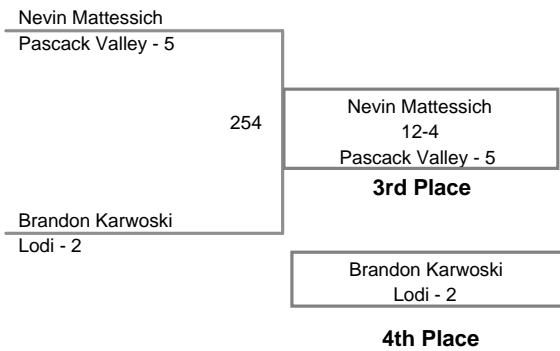 Nevin Mattessich
Pascack Valley - 5
254
Nevin Mattessich
12-4
Pascack Valley - 5
3rd Place
Brandon Karwoski
Lodi - 2
Brandon Karwoski
Lodi - 2
4th Place